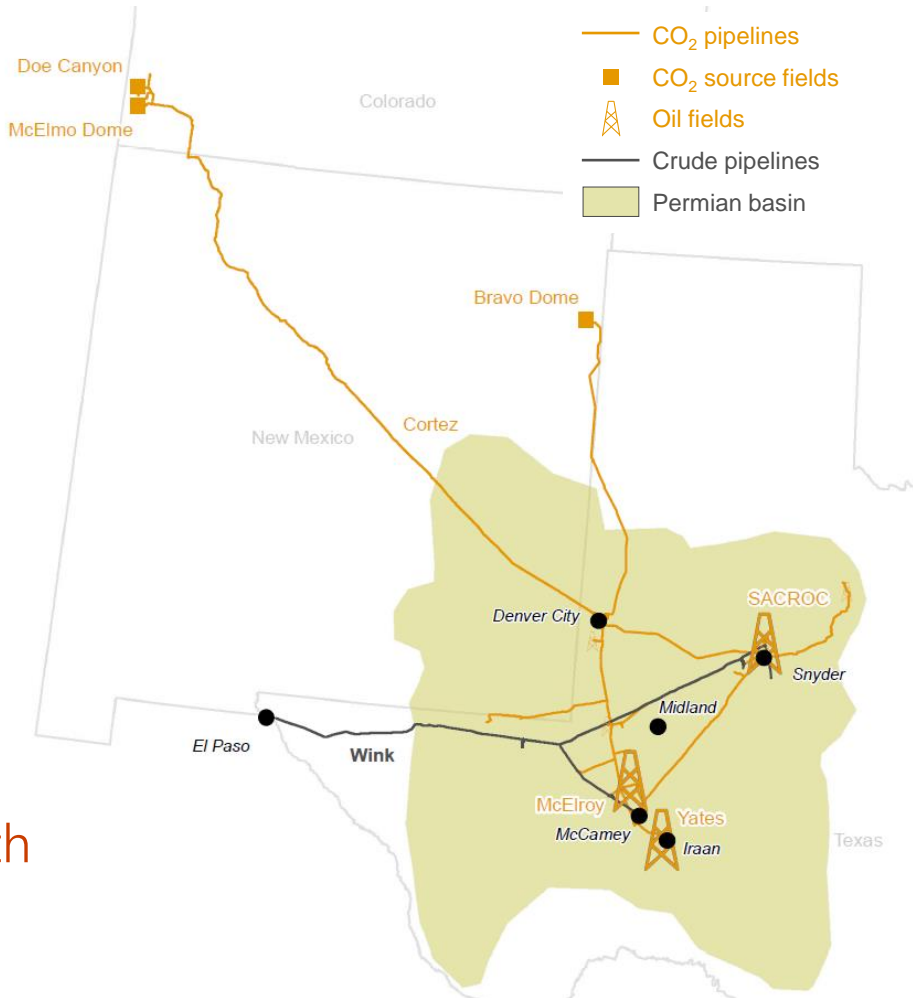 CO₂ pipelines
Doe Canyon
CO₂ source fields
Colorado
McElmo Dome
Oil fields
Crude pipelines
Permian basin
Bravo Dome
Cortez
New Mexico
SACROC
Denver City
Snyder
Midland
El Paso
Wink
McElroy
Yates
McCamey
Iraan
Texas
th